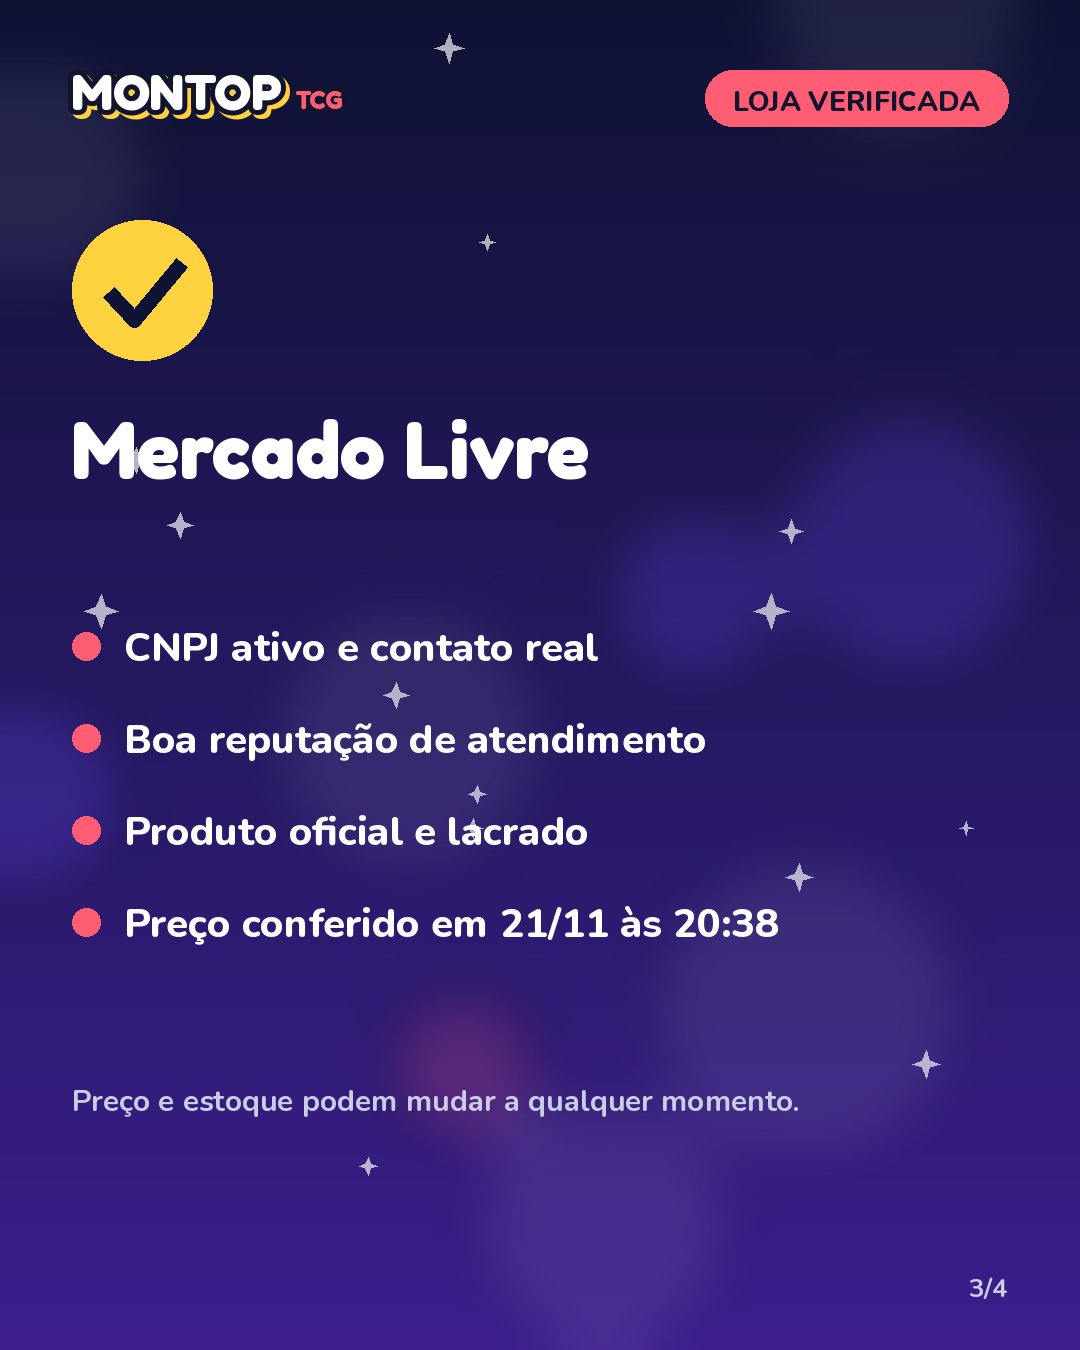 MONTOP TCG
LOJA VERIFICADA
Mercado Livre
CNPJ ativo e contato real
Boa reputação de atendimento
Produto oficial e lacrado
Preço conferido em 21/11 às 20:38
Preço e estoque podem mudar a qualquer momento.
3/4